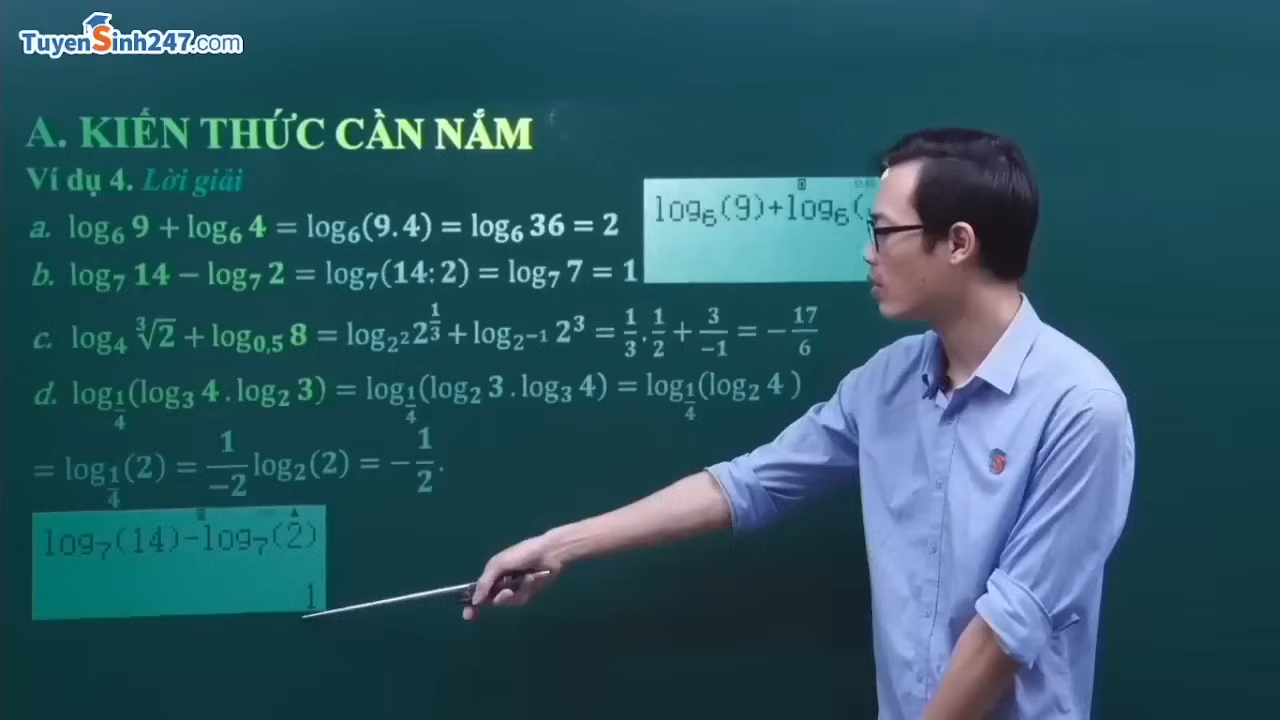 TuyenSinh247.com
A. KIẾN THỨC CẦN NẮM
Ví dụ 4. Lời giải
a. log₆ 9 + log₆ 4 = log₆(9.4) = log₆ 36 = 2
b. log₇ 14 − log₇ 2 = log₇(14:2) = log₇ 7 = 1
c. log₄ ∛2 + log₀,₅ 8 = log_{2²} 2^{1/3} + log_{2⁻¹} 2³ = 1/3 . 1/2 + 3/−1 = − 17/6
d. log_{1/4}(log₃ 4 . log₂ 3) = log_{1/4}(log₂ 3 . log₃ 4) = log_{1/4}(log₂ 4 )
= log_{1/4}(2) = 1/−2 log₂(2) = − 1/2.
log₆(9)+log₆(
log₇(14)−log₇(2)
1